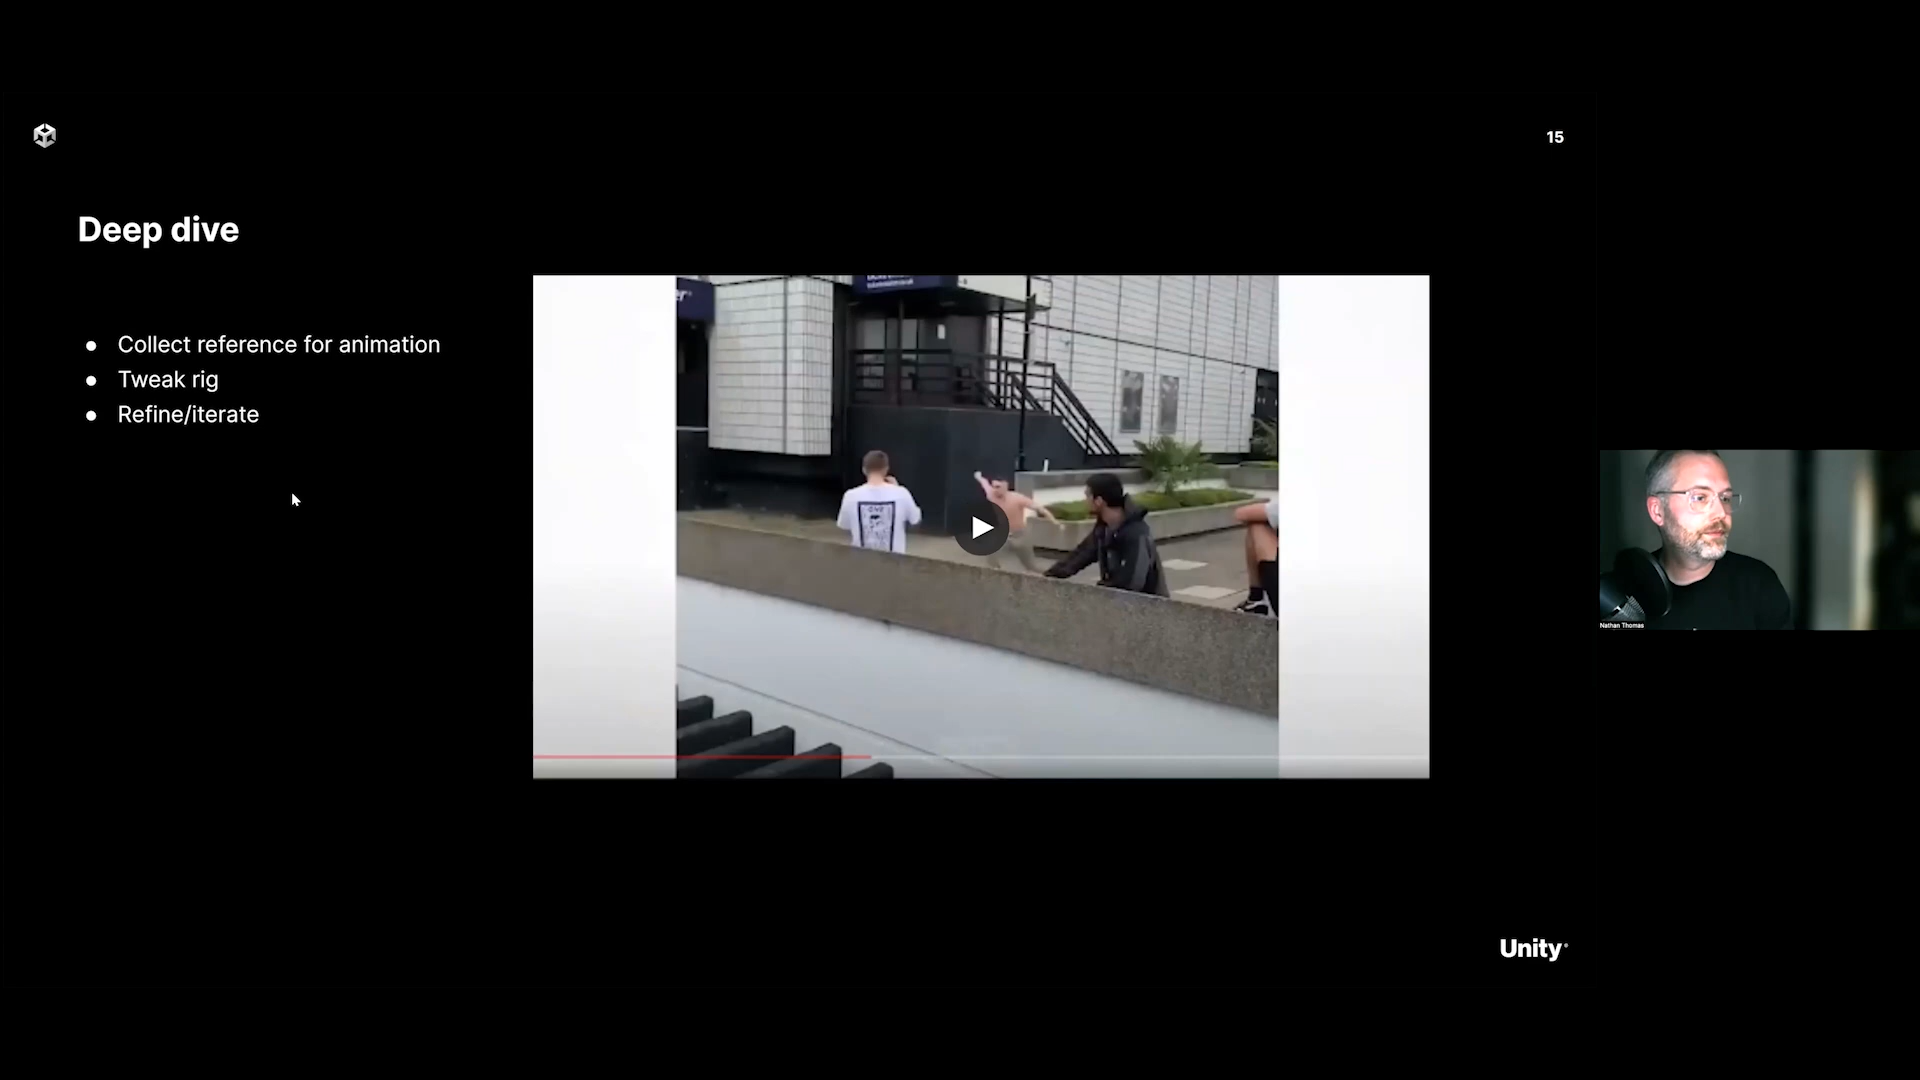 15
Deep dive
● Collect reference for animation
● Tweak rig
● Refine/iterate
Nathan Thomas
Unity